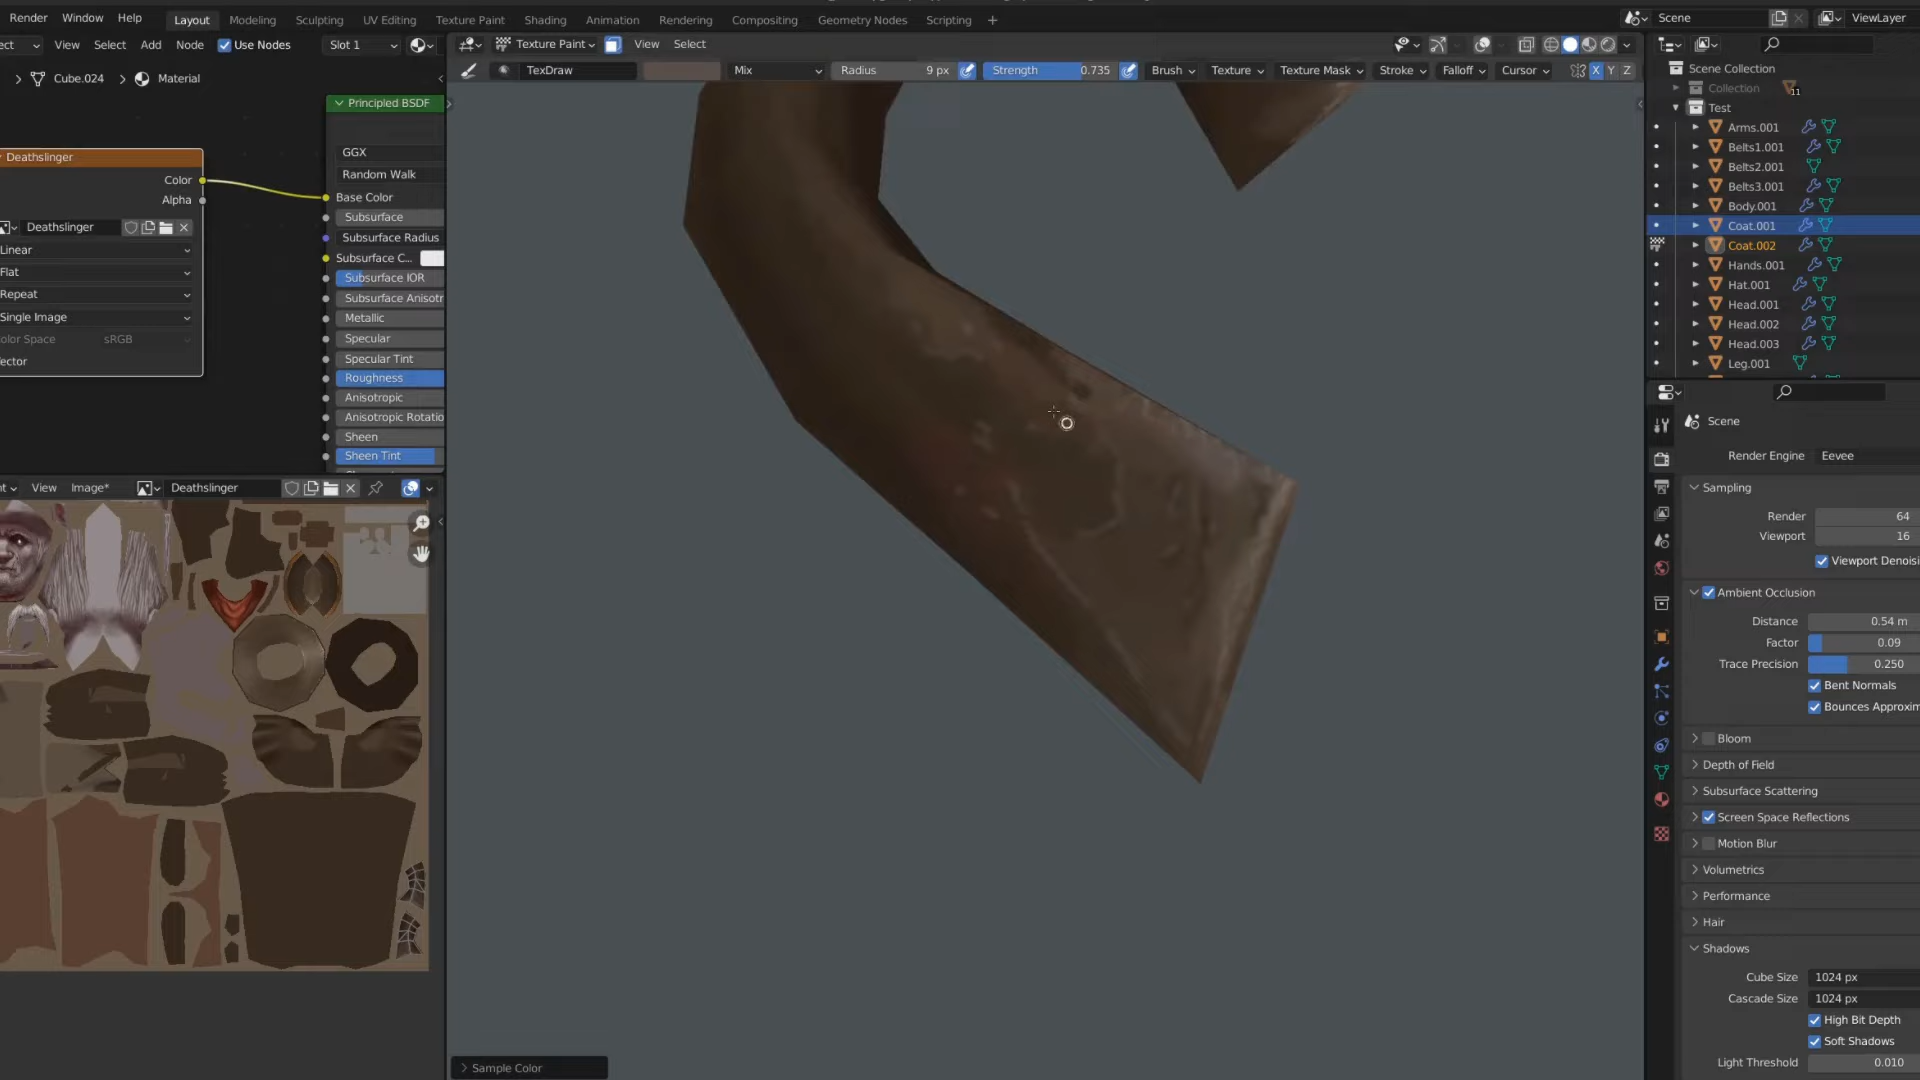 Render Window Help Layout Modeling Sculpting UV Editing Texture Paint Shading Animation Rendering Compositing Geometry Nodes Scripting + Scene ViewLayer
ect View Select Add Node Use Nodes Slot 1 Texture Paint View Select
TexDraw Mix Radius 9 px Strength 0.735 Brush Texture Texture Mask Stroke Falloff Cursor X Y Z
Cube.024 Material
Principled BSDF
GGX
Random Walk
Deathslinger
Color
Alpha
Deathslinger
Linear
Flat
Repeat
Single Image
olor Space sRGB
ector
Base Color
Subsurface
Subsurface Radius
Subsurface C...
Subsurface IOR
Subsurface Anisotr
Metallic
Specular
Specular Tint
Roughness
Anisotropic
Anisotropic Rotatio
Sheen
Sheen Tint
View Image* Deathslinger
Sample Color
Scene Collection
Collection 11
Test
Arms.001
Belts1.001
Belts2.001
Belts3.001
Body.001
Coat.001
Coat.002
Hands.001
Hat.001
Head.001
Head.002
Head.003
Leg.001
Scene
Render Engine Eevee
Sampling
Render 64
Viewport 16
Viewport Denoisi
Ambient Occlusion
Distance 0.54 m
Factor 0.09
Trace Precision 0.250
Bent Normals
Bounces Approxim
Bloom
Depth of Field
Subsurface Scattering
Screen Space Reflections
Motion Blur
Volumetrics
Performance
Hair
Shadows
Cube Size 1024 px
Cascade Size 1024 px
High Bit Depth
Soft Shadows
Light Threshold 0.010